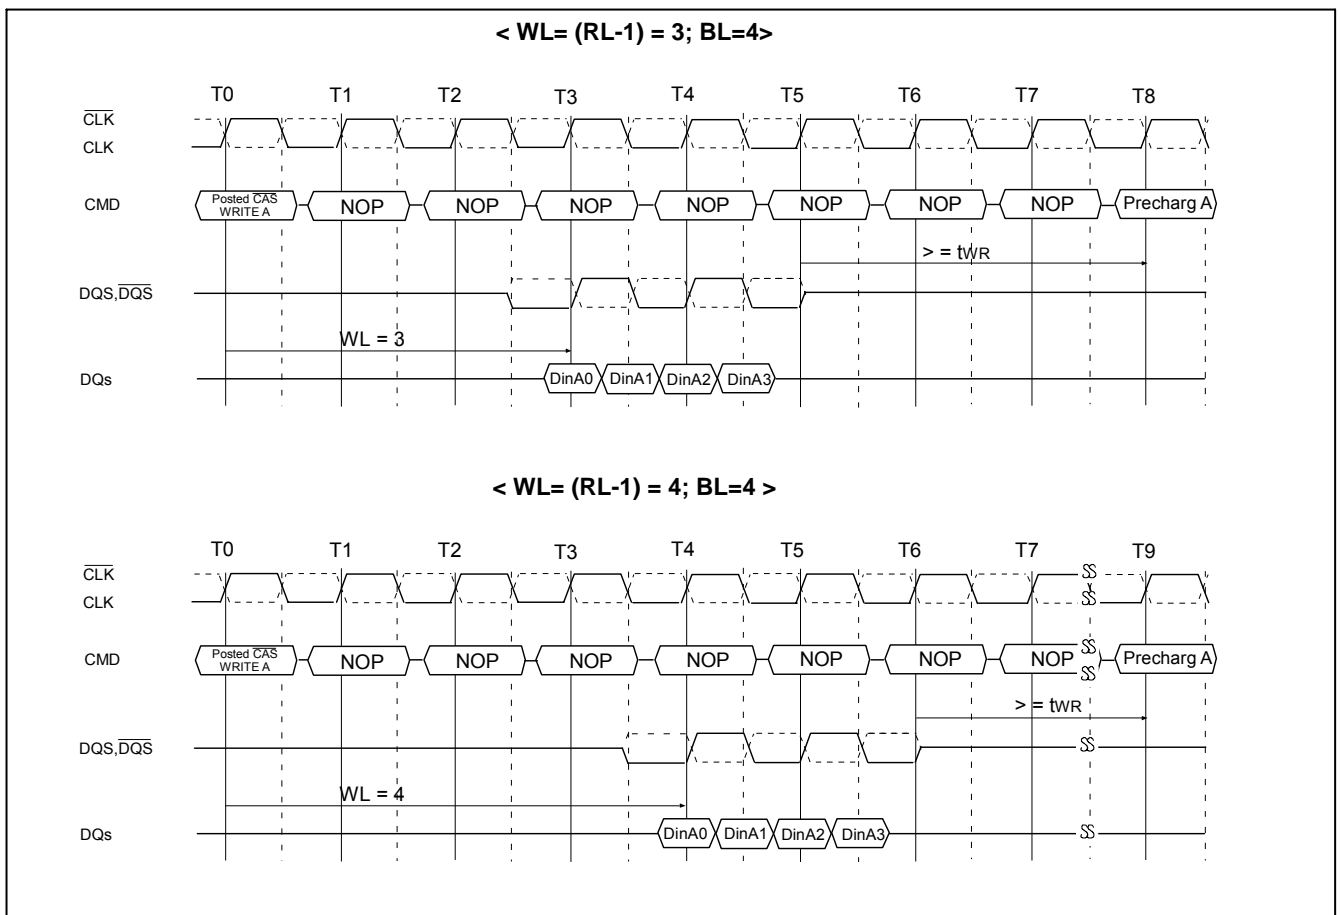 < WL= (RL-1) = 3; BL=4>
T0 T1 T2 T3 T4 T5 T6 T7 T8
CLK
CLK
CMD Posted CAS WRITE A NOP NOP NOP NOP NOP NOP NOP Precharg A
> = tWR
DQS,DQS
WL = 3
DQs DinA0 DinA1 DinA2 DinA3
< WL= (RL-1) = 4; BL=4 >
T0 T1 T2 T3 T4 T5 T6 T7 T9
CLK
CLK
CMD Posted CAS WRITE A NOP NOP NOP NOP NOP NOP NOP Precharg A
> = tWR
DQS,DQS
WL = 4
DQs DinA0 DinA1 DinA2 DinA3